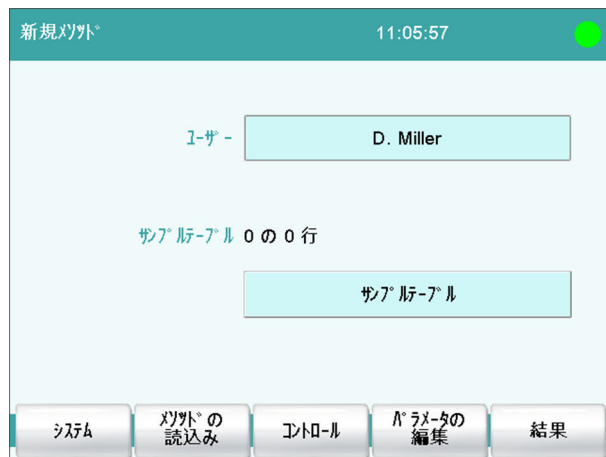 新規ﾒｿｯﾄﾞ 11:05:57
ﾕｰｻﾞｰ D. Miller
ｻﾝﾌﾟﾙﾃｰﾌﾞﾙ 0 の 0 行
ｻﾝﾌﾟﾙﾃｰﾌﾞﾙ
ｼｽﾃﾑ
ﾒｿｯﾄﾞの
読込み
ｺﾝﾄﾛｰﾙ
ﾊﾟﾗﾒｰﾀの
編集
結果